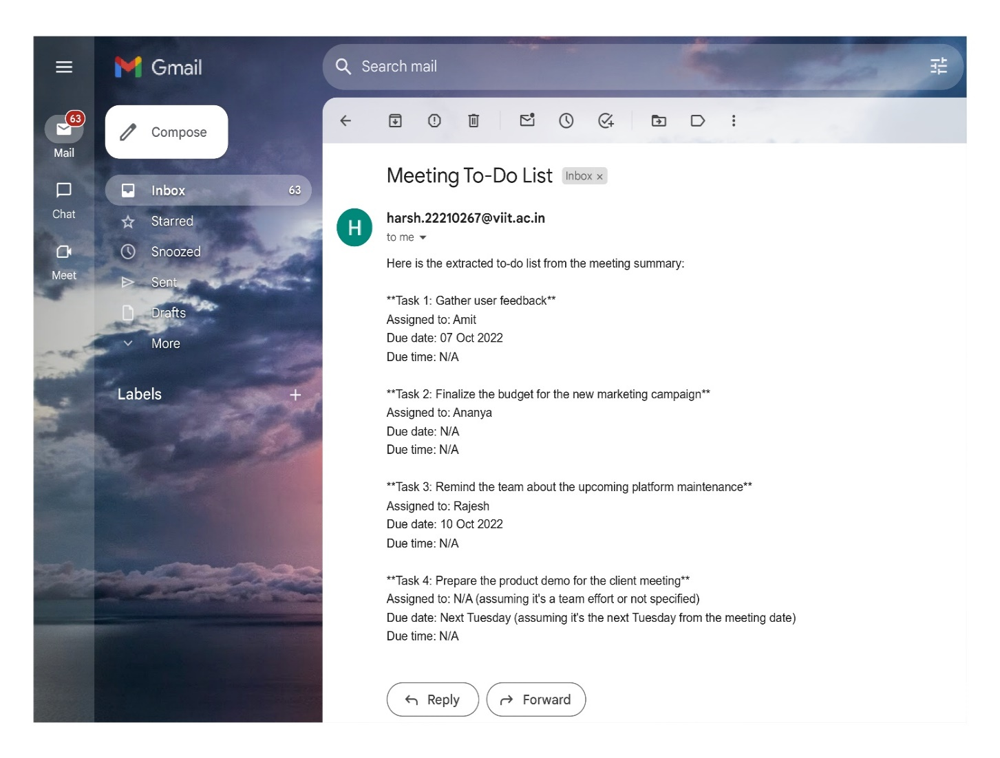 Gmail
Search mail
63
Mail
Compose
Chat
Meet
Inbox 63
Starred
Snoozed
Sent
Drafts
More
Labels +
Meeting To-Do List Inbox ×
H
harsh.22210267@viit.ac.in
to me
Here is the extracted to-do list from the meeting summary:
**Task 1: Gather user feedback**
Assigned to: Amit
Due date: 07 Oct 2022
Due time: N/A
**Task 2: Finalize the budget for the new marketing campaign**
Assigned to: Ananya
Due date: N/A
Due time: N/A
**Task 3: Remind the team about the upcoming platform maintenance**
Assigned to: Rajesh
Due date: 10 Oct 2022
Due time: N/A
**Task 4: Prepare the product demo for the client meeting**
Assigned to: N/A (assuming it's a team effort or not specified)
Due date: Next Tuesday (assuming it's the next Tuesday from the meeting date)
Due time: N/A
Reply
Forward